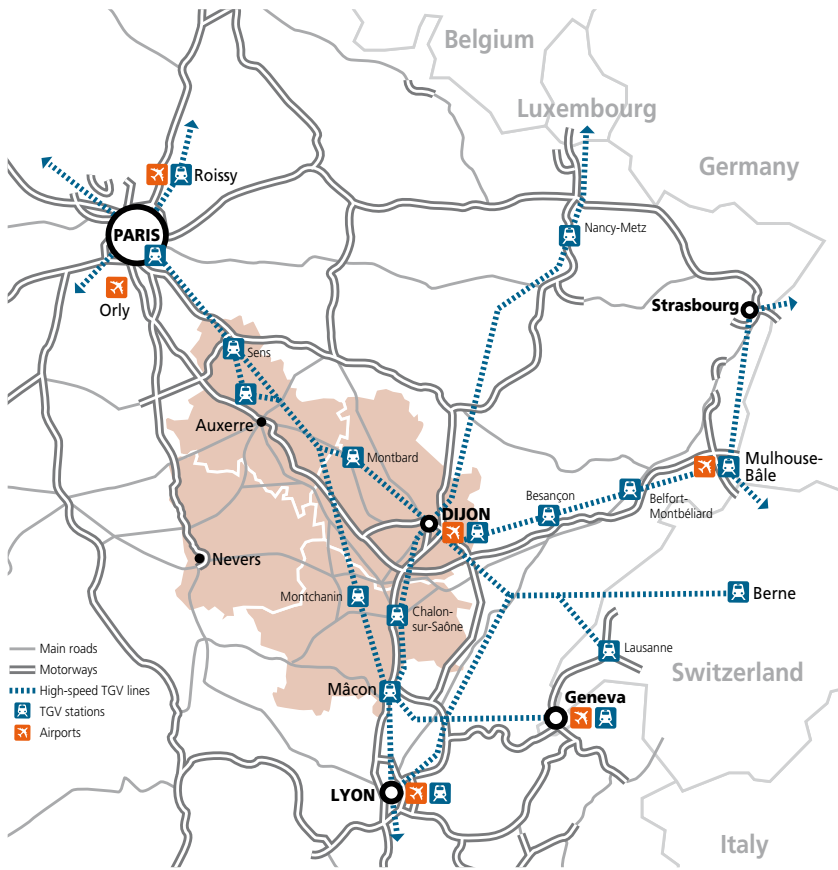 Belgium
Luxembourg
Germany
Roissy
PARIS
Nancy-Metz
Orly
Strasbourg
Sens
Auxerre
Montbard
Mulhouse-
Bâle
Besançon
Belfort-
Montbéliard
DIJON
Nevers
Montchanin
Chalon-
sur-Saône
Berne
Lausanne
Switzerland
Main roads
Motorways
High-speed TGV lines
TGV stations
Airports
Mâcon
Geneva
LYON
Italy